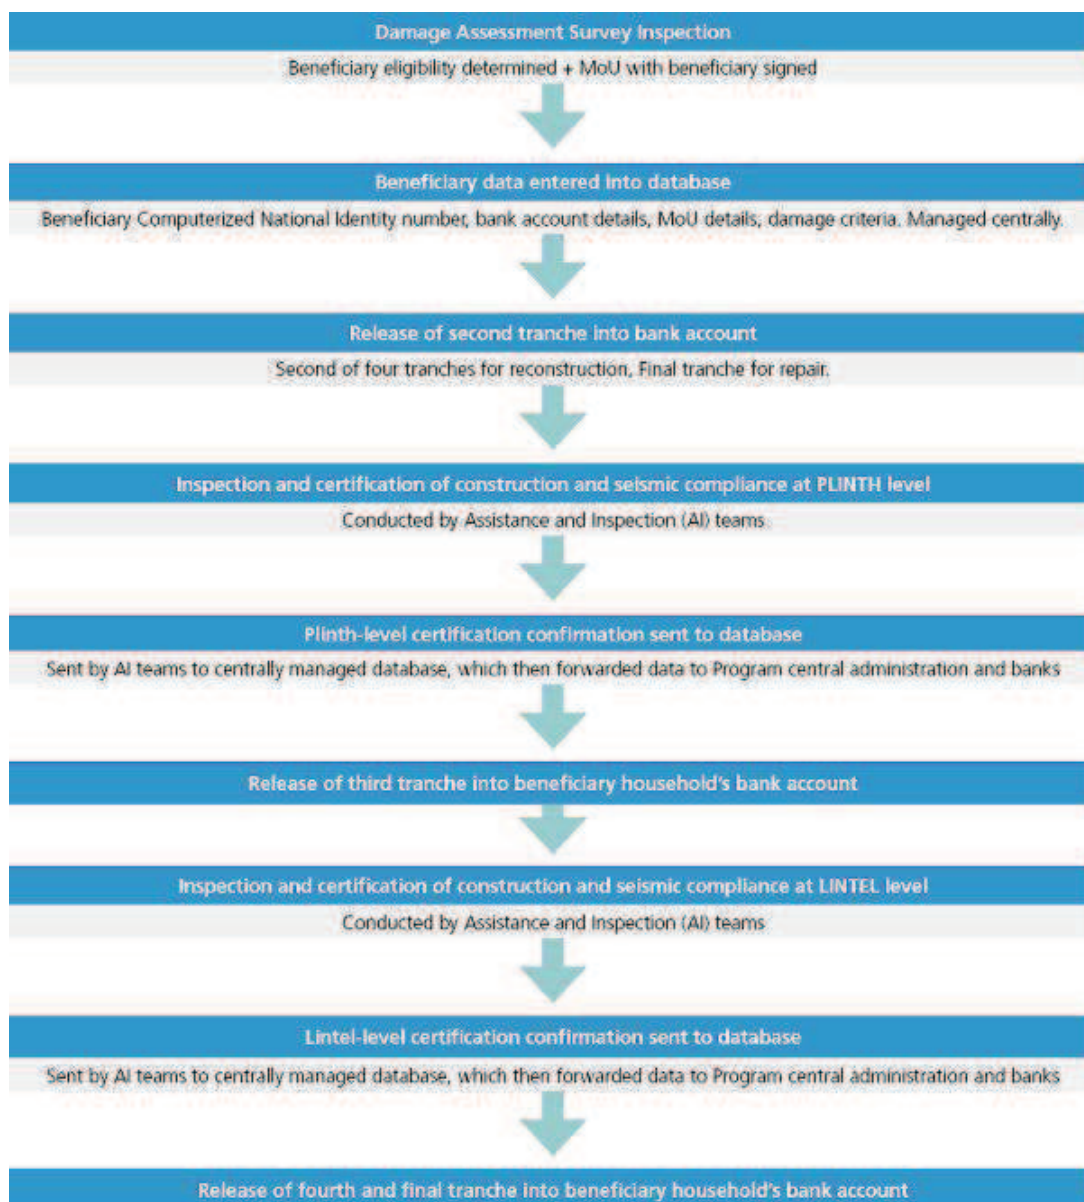 Damage Assessment Survey Inspection
Beneficiary eligibility determined + MoU with beneficiary signed
Beneficiary data entered into database
Beneficiary Computerized National Identity number, bank account details, MoU details, damage criteria. Managed centrally.
Release of second tranche into bank account
Second of four tranches for reconstruction, Final tranche for repair.
Inspection and certification of construction and seismic compliance at PLINTH level
Conducted by Assistance and Inspection (AI) teams
Plinth-level certification confirmation sent to database
Sent by AI teams to centrally managed database, which then forwarded data to Program central administration and banks
Release of third tranche into beneficiary household's bank account
Inspection and certification of construction and seismic compliance at LINTEL level
Conducted by Assistance and Inspection (AI) teams
Lintel-level certification confirmation sent to database
Sent by AI teams to centrally managed database, which then forwarded data to Program central administration and banks
Release of fourth and final tranche into beneficiary household's bank account